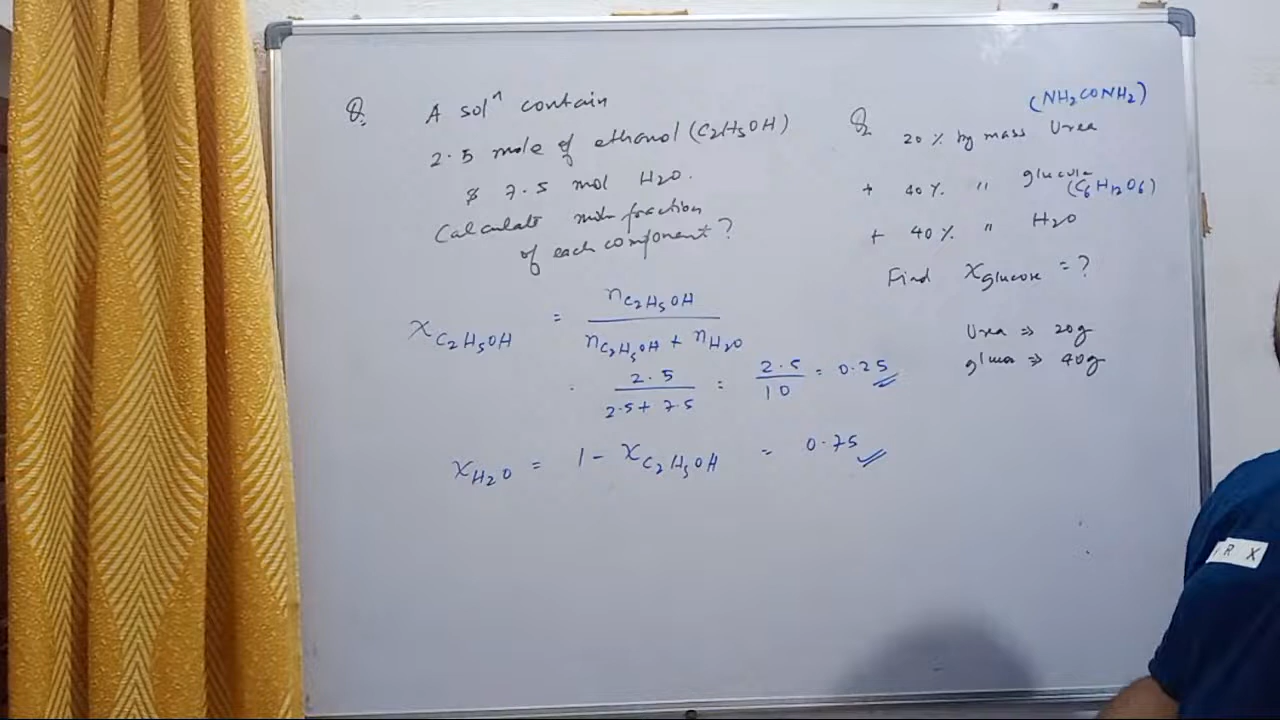 Q. A solⁿ contain
2.5 mole of ethanol (C₂H₅OH)
& 7.5 mol H₂O.
Calculate mole fraction
of each component?
x C₂H₅OH = n C₂H₅OH / n C₂H₅OH + n H₂O
= 2.5 / 2.5 + 7.5 = 2.5 / 10 = 0.25
x H₂O = 1 - x C₂H₅OH = 0.75
(NH₂CONH₂)
Q 20% by mass Urea
+ 40% " glucose
(C₆H₁₂O₆)
+ 40% " H₂O
Find x glucose = ?
Urea ⇒ 20g
⇒ 40g
R X